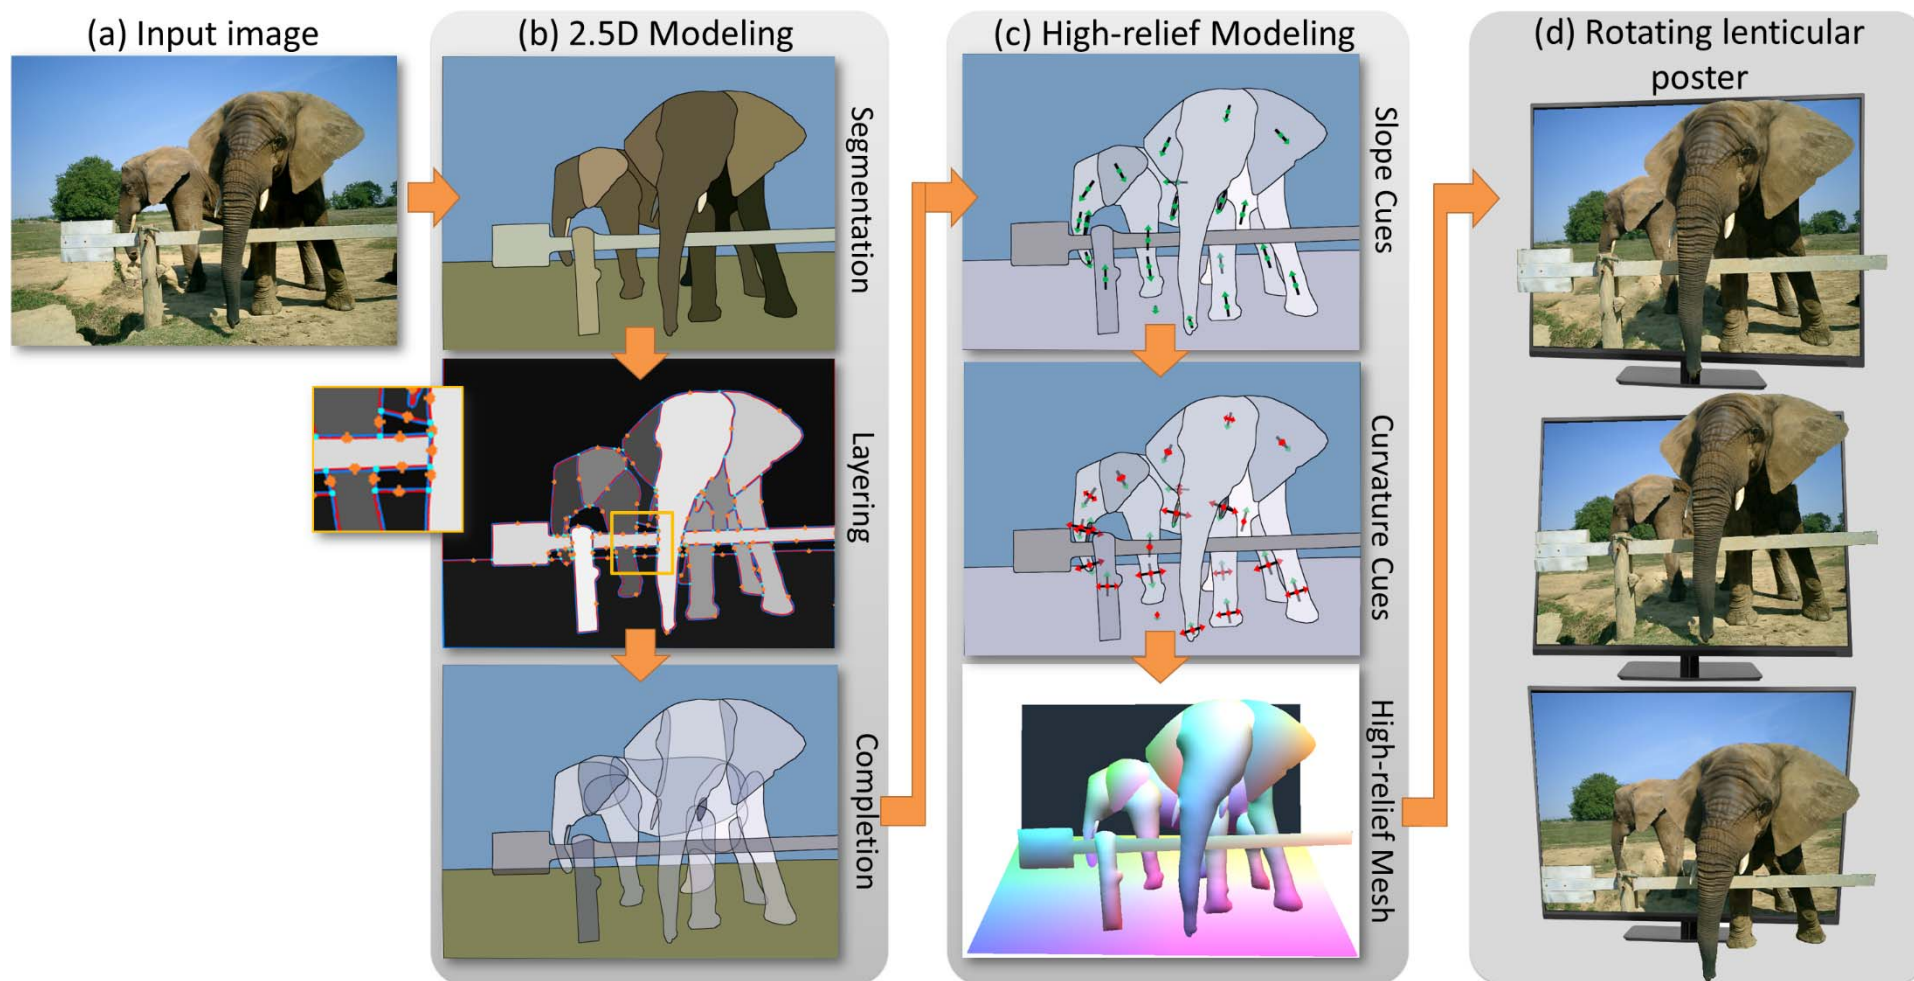 (a) Input image
(b) 2.5D Modeling
Segmentation
Layering
Completion
(c) High-relief Modeling
Slope Cues
Curvature Cues
High-relief Mesh
(d) Rotating lenticular
poster